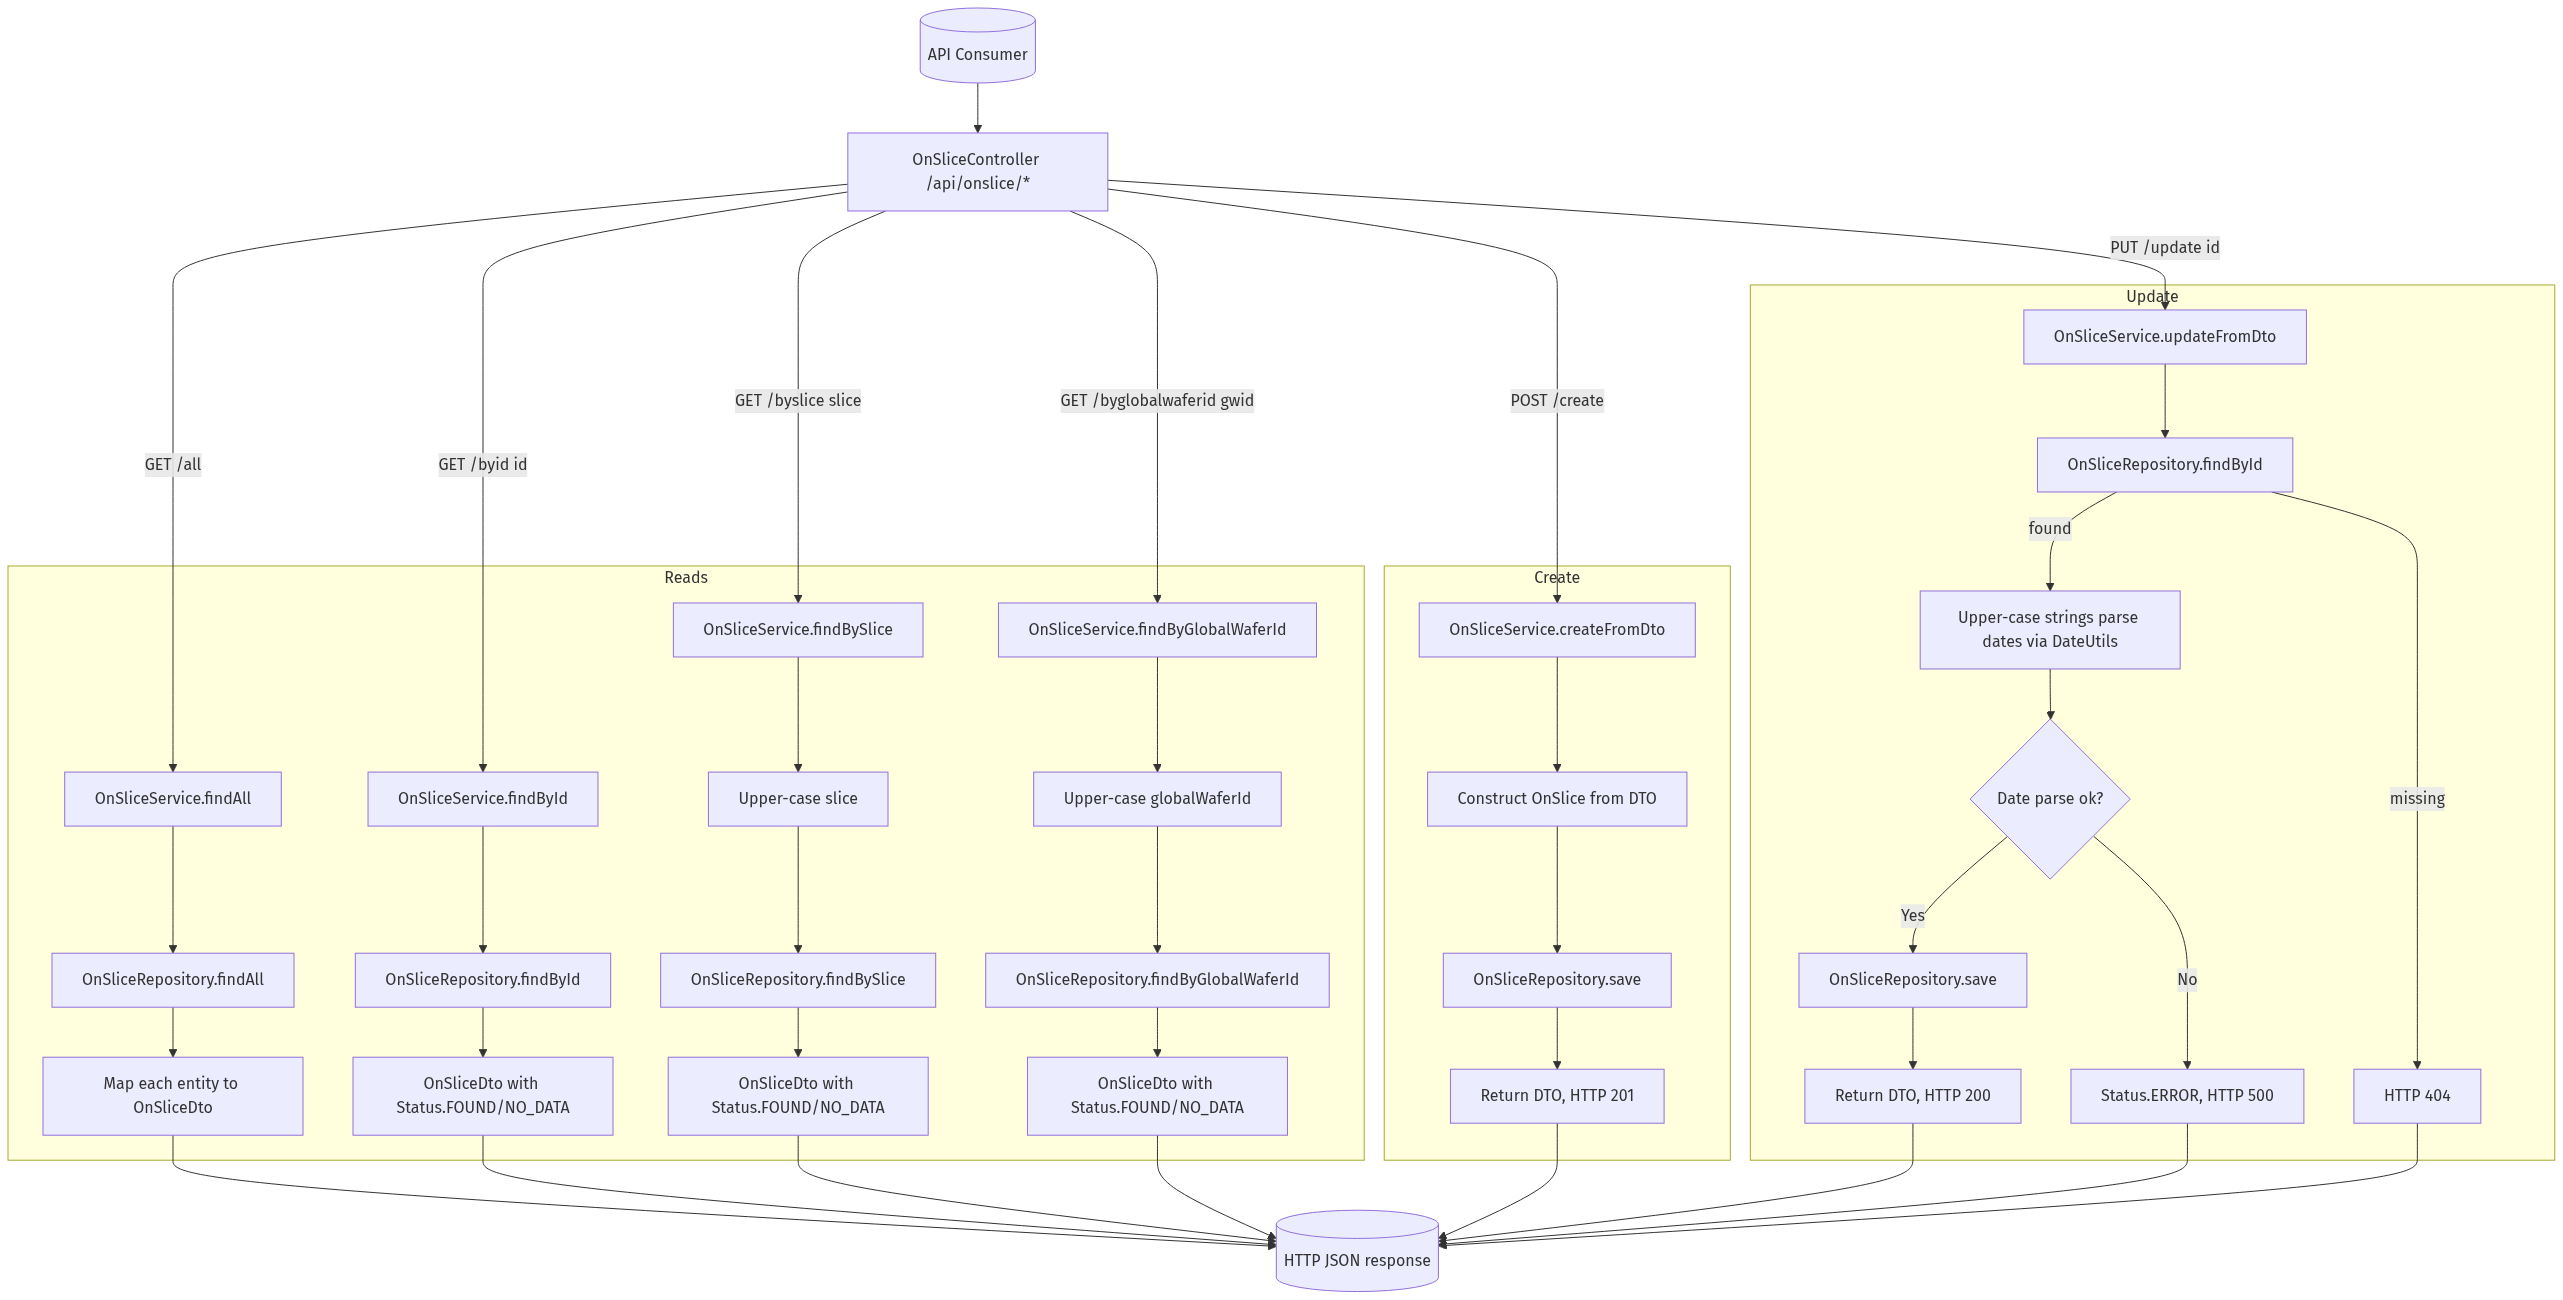 API Consumer
OnSliceController
/api/onslice/*
PUT /update id
Update
OnSliceService.updateFromDto
GET /byslice slice
GET /byglobalwaferid gwid
POST /create
GET /all
GET /byid id
OnSliceRepository.findById
found
Reads
Create
OnSliceService.findBySlice
OnSliceService.findByGlobalWaferId
OnSliceService.createFromDto
Upper-case strings parse
dates via DateUtils
OnSliceService.findAll
OnSliceService.findById
Upper-case slice
Upper-case globalWaferId
Construct OnSlice from DTO
Date parse ok?
missing
Yes
OnSliceRepository.findAll
OnSliceRepository.findById
OnSliceRepository.findBySlice
OnSliceRepository.findByGlobalWaferId
OnSliceRepository.save
OnSliceRepository.save
No
Map each entity to
OnSliceDto
OnSliceDto with
Status.FOUND/NO_DATA
OnSliceDto with
Status.FOUND/NO_DATA
OnSliceDto with
Status.FOUND/NO_DATA
Return DTO, HTTP 201
Return DTO, HTTP 200
Status.ERROR, HTTP 500
HTTP 404
HTTP JSON response